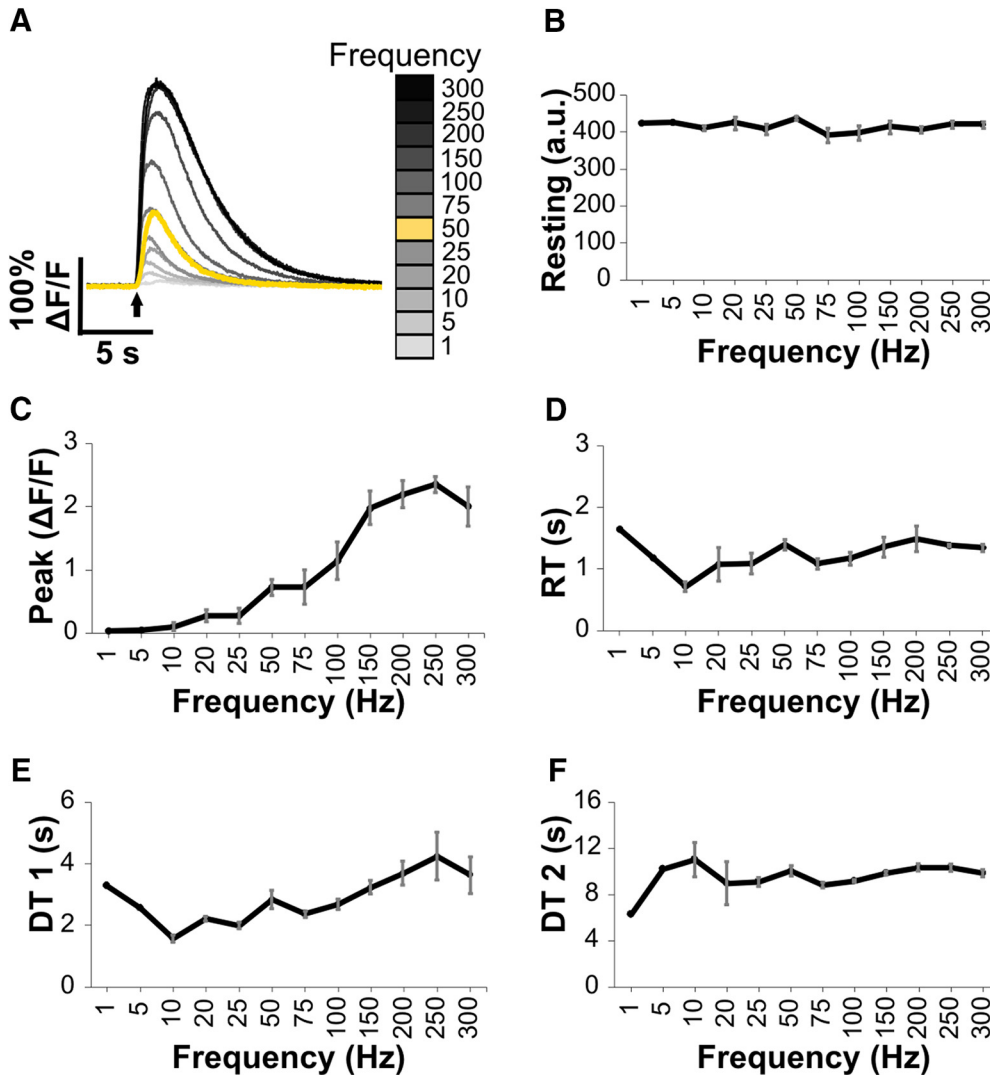 A
Frequency
300
250
200
150
100
75
50
25
20
10
5
1
100%
ΔF/F
5 s
B
Resting (a.u.)
500
400
300
200
100
0
1 5 10 20 25 50 75 100 150 200 250 300
Frequency (Hz)
C
Peak (ΔF/F)
3
2
1
0
1 5 10 20 25 50 75 100 150 200 250 300
Frequency (Hz)
D
RT (s)
3
2
1
0
1 5 10 20 25 50 75 100 150 200 250 300
Frequency (Hz)
E
DT 1 (s)
6
4
2
0
1 5 10 20 25 50 75 100 150 200 250 300
Frequency (Hz)
F
DT 2 (s)
16
12
8
4
0
1 5 10 20 25 50 75 100 150 200 250 300
Frequency (Hz)